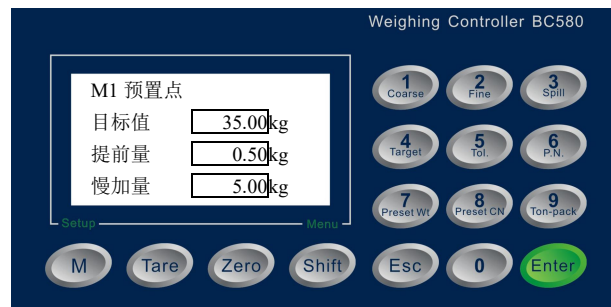 Weighing Controller BC580
M1 预置点
目标值 35.00kg
提前量 0.50kg
慢加量 5.00kg
Setup Menu
1 Coarse
2 Fine
3 Spill
4 Target
5 Tol.
6 P.N.
7 Preset Wt
8 Preset CN
9 Ton-pack
M Tare Zero Shift Esc 0 Enter